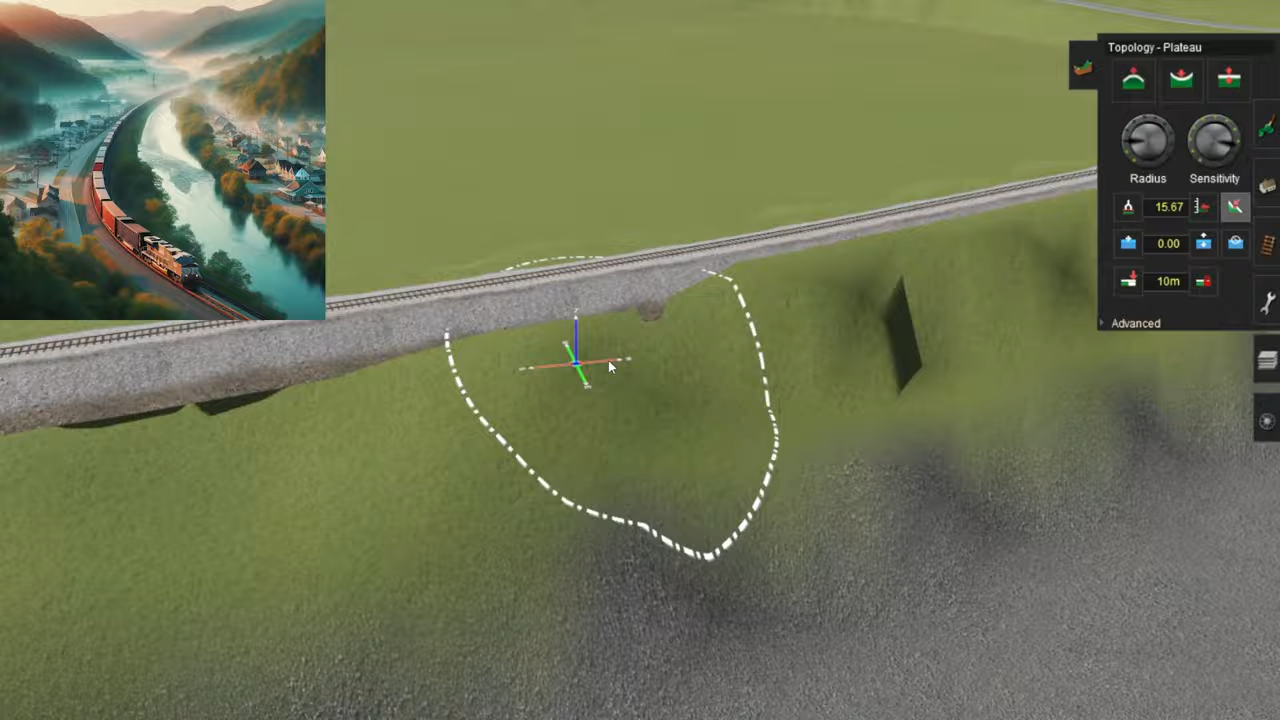 Topology - Plateau
Radius
Sensitivity
15.67
0.00
10m
Advanced